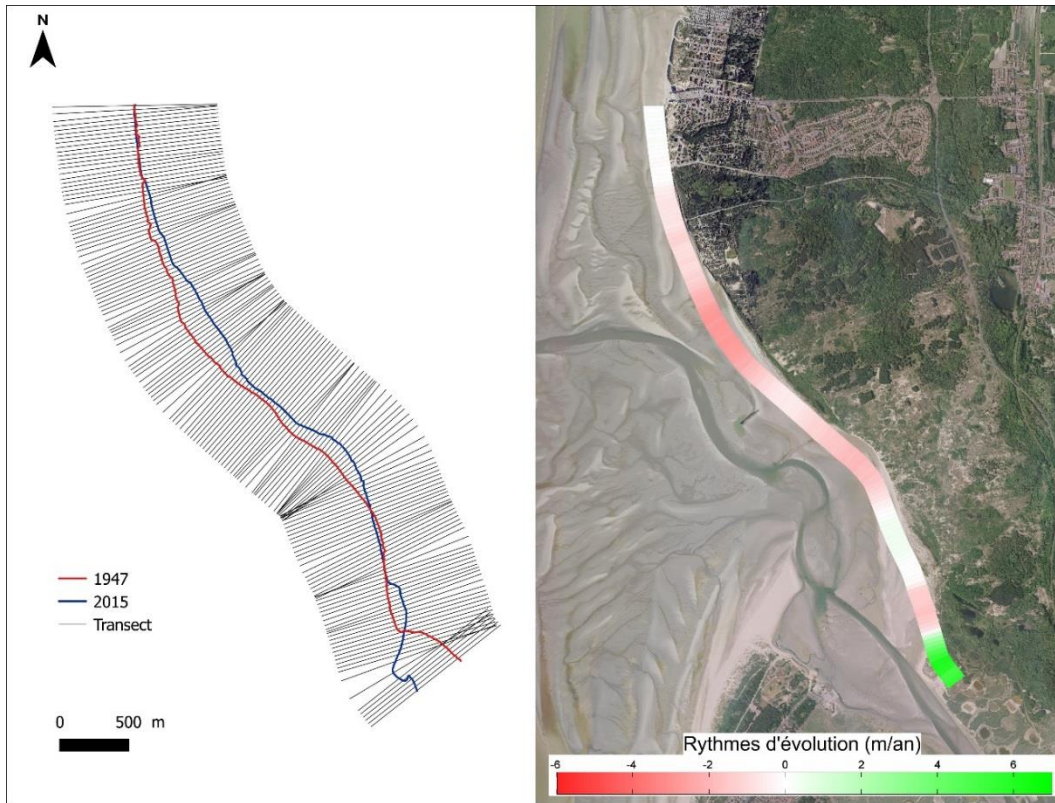 N
1947
2015
Transect
0 500 m
Rythmes d'évolution (m/an)
-6 -4 -2 0 2 4 6